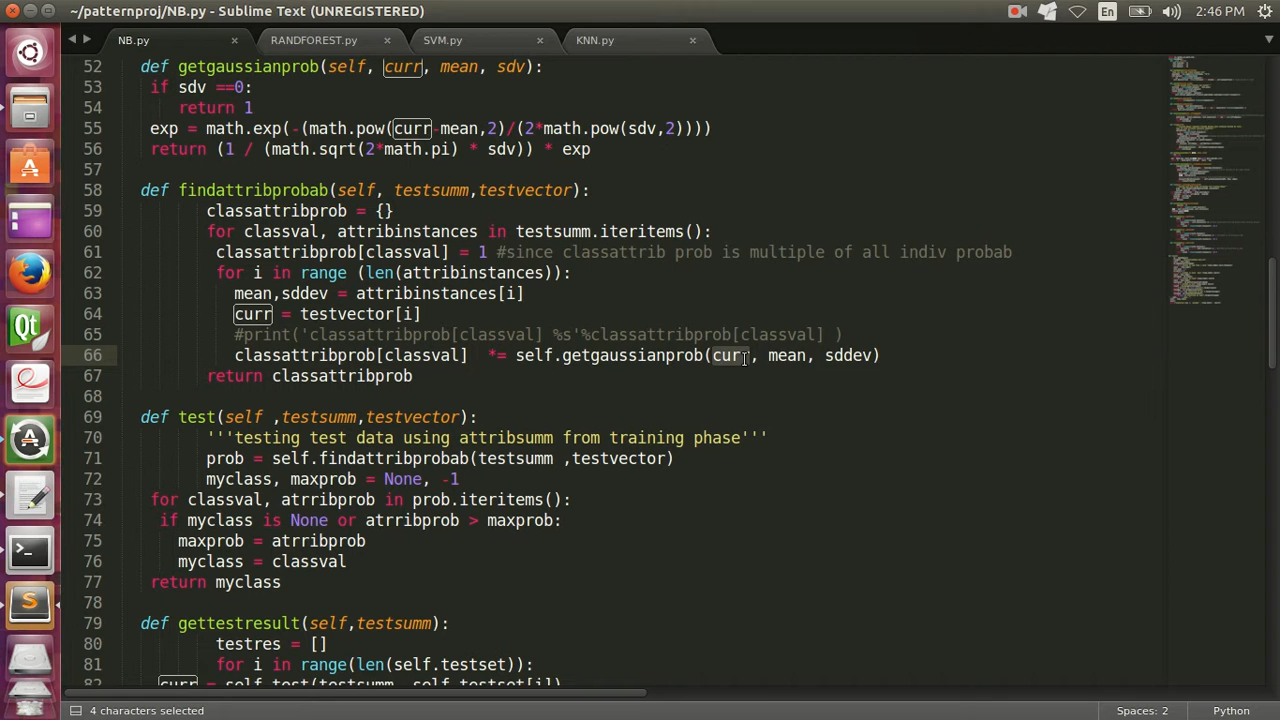 ~/patternproj/NB.py - Sublime Text (UNREGISTERED)
En
2:46 PM
NB.py × RANDFOREST.py × SVM.py × KNN.py ×
52 def getgaussianprob(self, curr, mean, sdv):
53 if sdv ==0:
54 return 1
55 exp = math.exp(-(math.pow(curr-mean,2)/(2*math.pow(sdv,2))))
56 return (1 / (math.sqrt(2*math.pi) * sdv)) * exp
57
58 def findattribprobab(self, testsumm,testvector):
59 classattribprob = {}
60 for classval, attribinstances in testsumm.iteritems():
61 classattribprob[classval] = 1 #since classattrib prob is multiple of all indiv probab
62 for i in range (len(attribinstances)):
63 mean,sddev = attribinstances[i]
64 curr = testvector[i]
65 #print('classattribprob[classval] %s'%classattribprob[classval] )
66 classattribprob[classval] *= self.getgaussianprob(curr, mean, sddev)
67 return classattribprob
68
69 def test(self ,testsumm,testvector):
70 '''testing test data using attribsumm from training phase'''
71 prob = self.findattribprobab(testsumm ,testvector)
72 myclass, maxprob = None, -1
73 for classval, atrribprob in prob.iteritems():
74 if myclass is None or atrribprob > maxprob:
75 maxprob = atrribprob
76 myclass = classval
77 return myclass
78
79 def gettestresult(self,testsumm):
80 testres = []
81 for i in range(len(self.testset)):
82 curr = self.test(testsumm, self.testset[i])
4 characters selected
Spaces: 2
Python